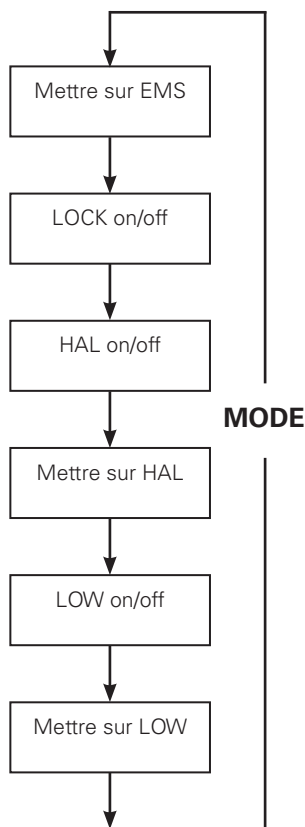 Mettre sur EMS
LOCK on/off
HAL on/off
MODE
Mettre sur HAL
LOW on/off
Mettre sur LOW